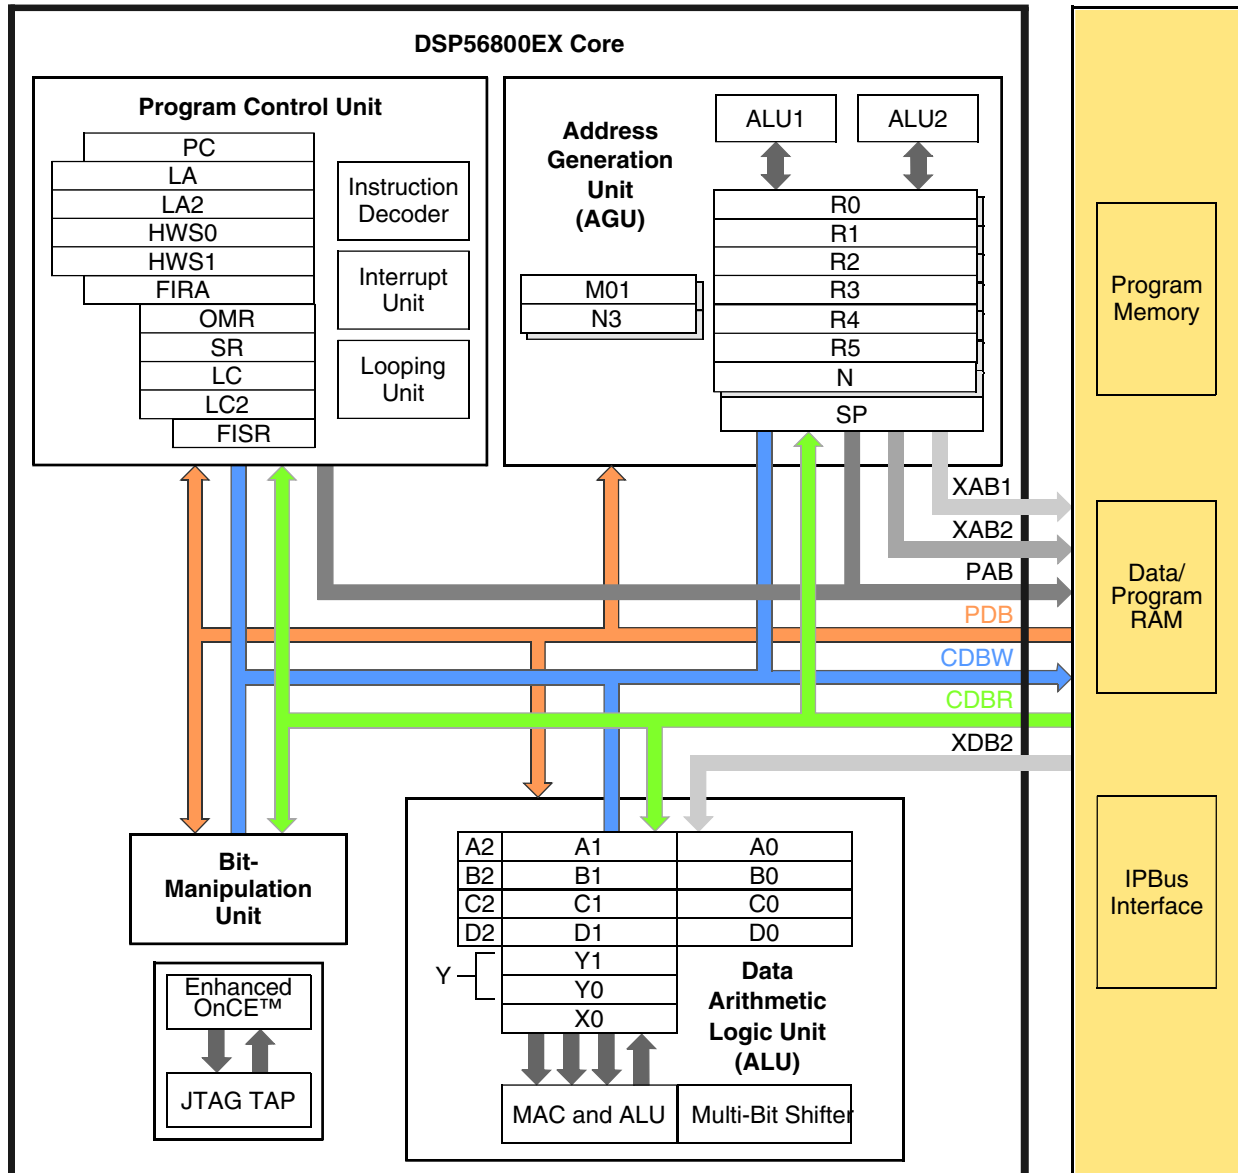 DSP56800EX Core
Program Control Unit
PC
LA
LA2
HWS0
HWS1
FIRA
OMR
SR
LC
LC2
FISR
Instruction
Decoder
Interrupt
Unit
Looping
Unit
Address
Generation
Unit
(AGU)
ALU1
ALU2
R0
R1
R2
R3
R4
R5
N
SP
M01
N3
Program
Memory
Data/
Program
RAM
IPBus
Interface
XAB1
XAB2
PAB
PDB
CDBW
CDBR
XDB2
Bit-
Manipulation
Unit
Enhanced
OnCE™
JTAG TAP
A2 A1 A0
B2 B1 B0
C2 C1 C0
D2 D1 D0
Y
Y1
Y0
X0
Data
Arithmetic
Logic Unit
(ALU)
MAC and ALU
Multi-Bit Shifter